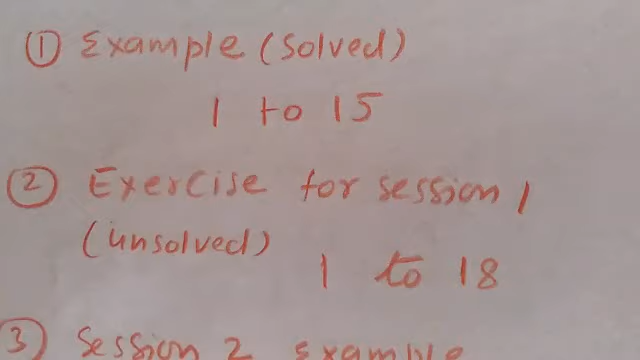 ① Example (solved)
1 to 15
② Exercise for session 1
(unsolved)
1 to 18
③ Session 2 example